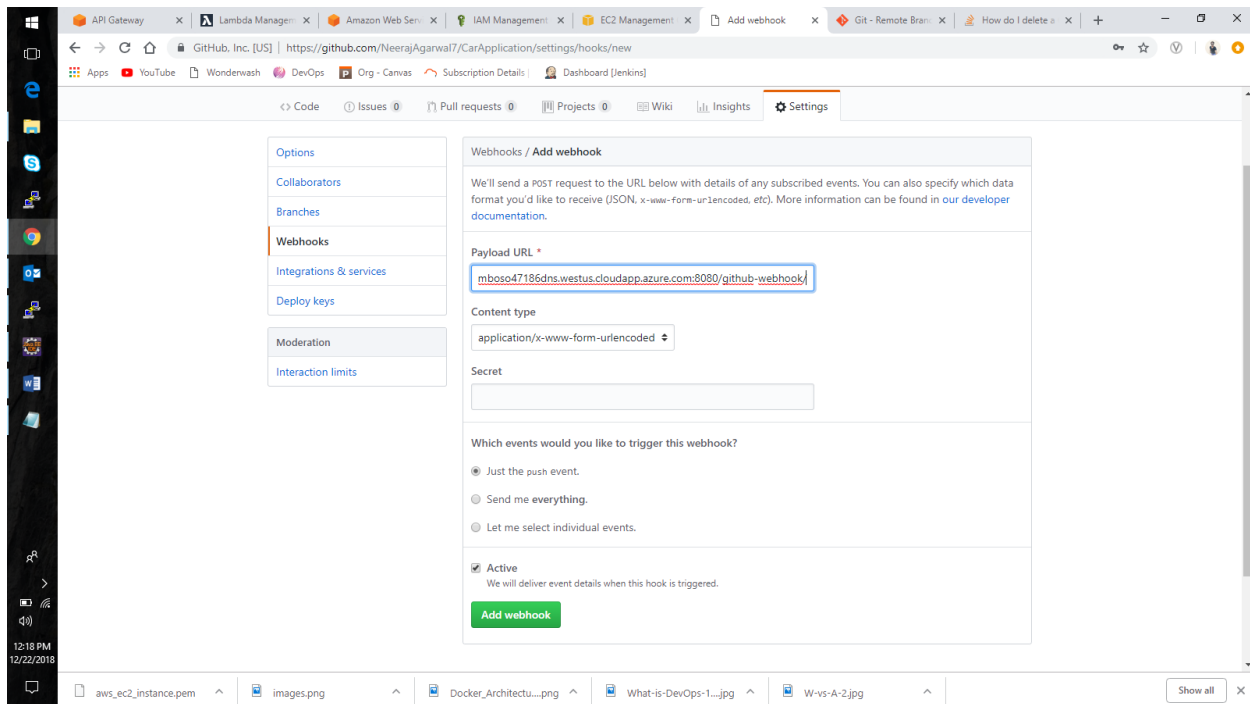 API Gateway
Lambda Managem
Amazon Web Serv
IAM Management
EC2 Management
Add webhook
Git - Remote Bran
How do I delete a
GitHub, Inc. [US] | https://github.com/NeerajAgarwal7/CarApplication/settings/hooks/new
Apps YouTube Wonderwash DevOps Org - Canvas Subscription Details Dashboard [Jenkins]
Code Issues 0 Pull requests 0 Projects 0 Wiki Insights Settings
Options
Collaborators
Branches
Webhooks
Integrations & services
Deploy keys
Moderation
Interaction limits
Webhooks / Add webhook
We'll send a POST request to the URL below with details of any subscribed events. You can also specify which data
format you'd like to receive (JSON, x-www-form-urlencoded, etc). More information can be found in our developer
documentation.
Payload URL *
mboso47186dns.westus.cloudapp.azure.com:8080/github-webhook/
Content type
application/x-www-form-urlencoded
Secret
Which events would you like to trigger this webhook?
Just the push event.
Send me everything.
Let me select individual events.
Active
We will deliver event details when this hook is triggered.
Add webhook
12:18 PM
12/22/2018
aws_ec2_instance.pem
images.png
Docker_Architectu....png
What-is-DevOps-1....jpg
W-vs-A-2.jpg
Show all